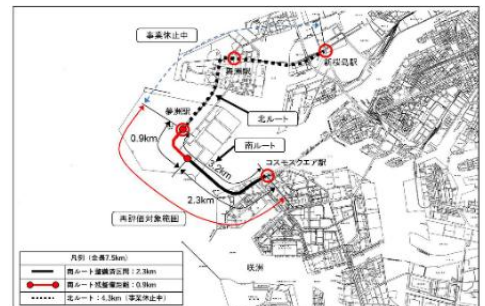 事業休止中
新桜島駅
舞洲駅
夢洲駅
北ルート
0.9km
南ルート
3.2km
コスモスクエア駅
2.3km
再評価対象範囲
咲洲
凡例（全長7.5km）
南ルート整備済区間：2.3km
南ルート残整備延長：0.9km
北ルート：4.3km（事業休止中）